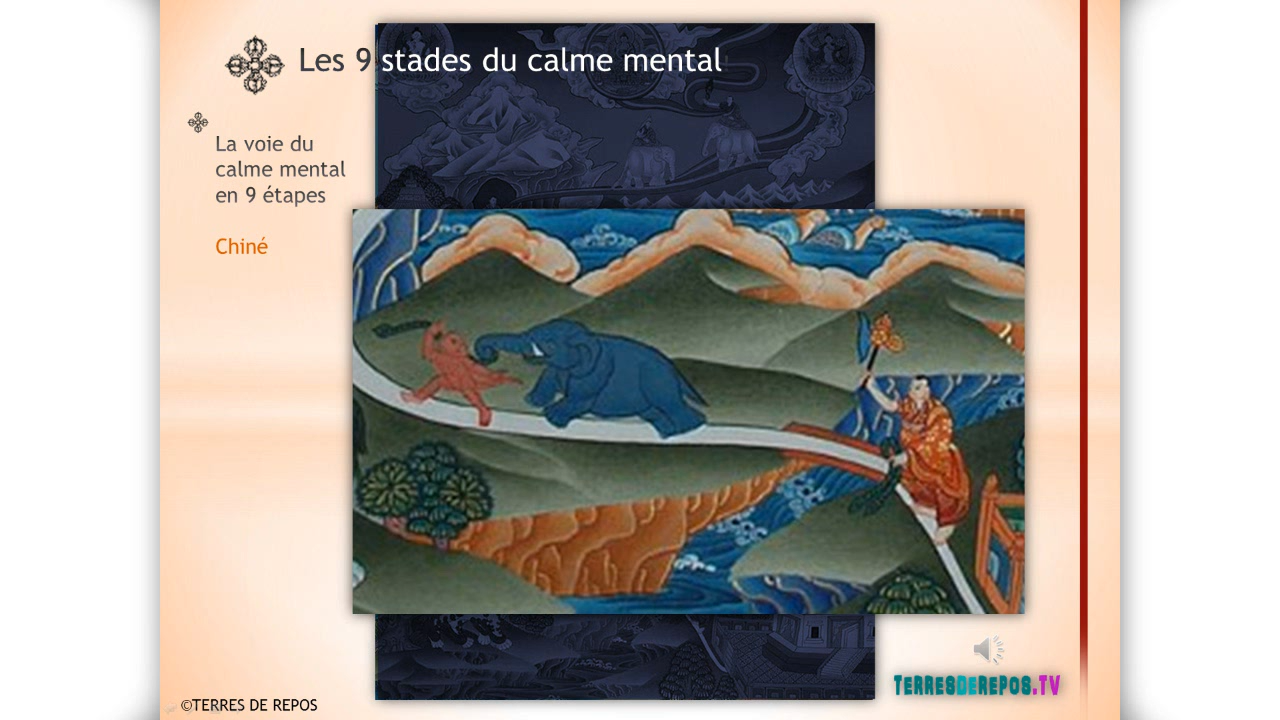 Les 9 stades du calme mental
La voie du
calme mental
en 9 étapes
Chiné
TERRESDEREPOS.TV
©TERRES DE REPOS